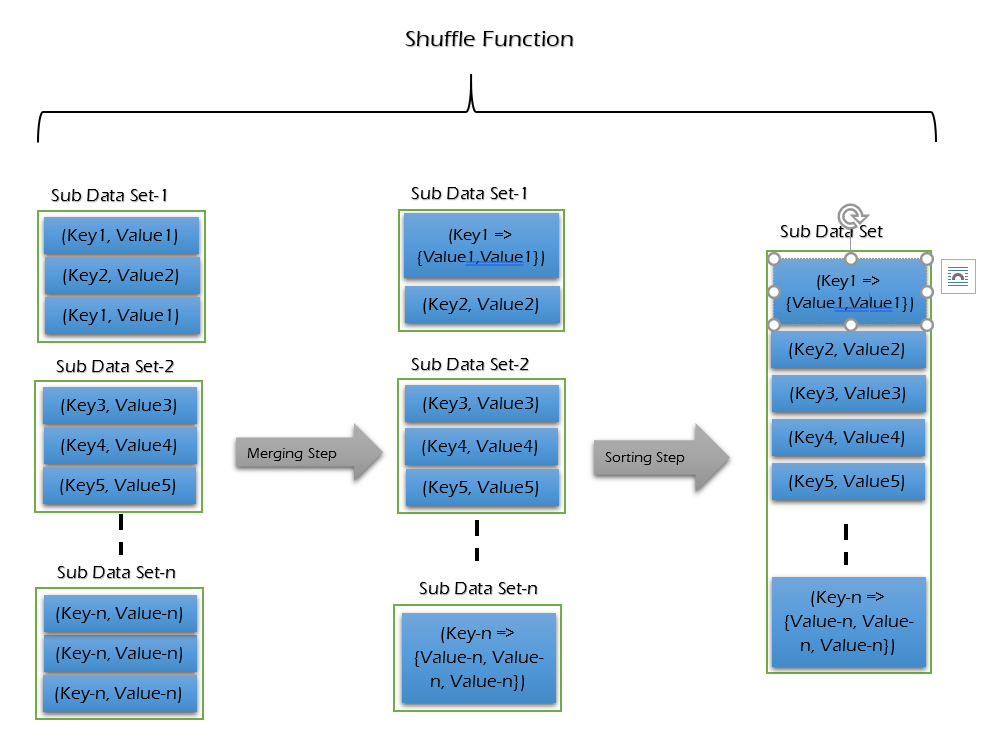 Shuffle Function
Sub Data Set-1
(Key1, Value1)
(Key2, Value2)
(Key1, Value1)
Sub Data Set-2
(Key3, Value3)
(Key4, Value4)
(Key5, Value5)
Sub Data Set-n
(Key-n, Value-n)
(Key-n, Value-n)
(Key-n, Value-n)
Merging Step
Sub Data Set-1
(Key1 =>
{Value1,Value1})
(Key2, Value2)
Sub Data Set-2
(Key3, Value3)
(Key4, Value4)
(Key5, Value5)
Sub Data Set-n
(Key-n =>
{Value-n, Value-
n, Value-n})
Sorting Step
Sub Data Set
(Key1 =>
{Value1,Value1})
(Key2, Value2)
(Key3, Value3)
(Key4, Value4)
(Key5, Value5)
(Key-n =>
{Value-n, Value-
n, Value-n})